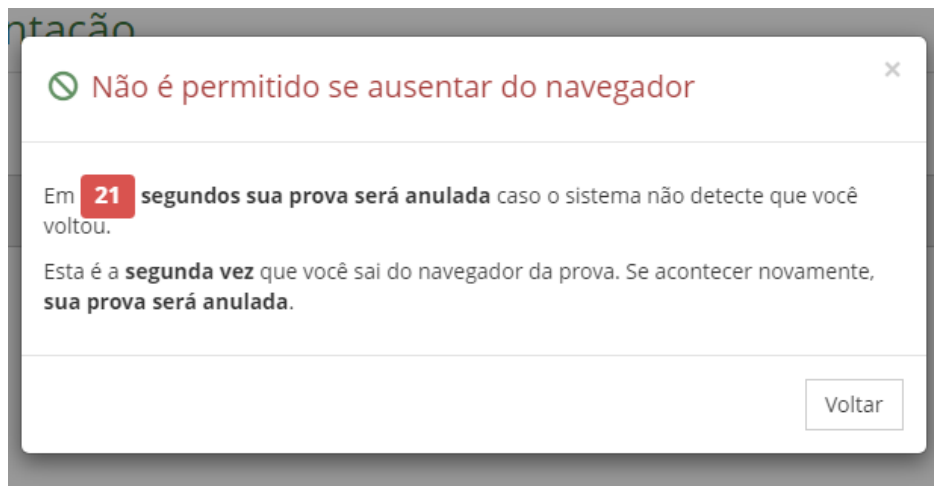 ntação
Não é permitido se ausentar do navegador
×
Em 21 segundos sua prova será anulada caso o sistema não detecte que você
voltou.
Esta é a segunda vez que você sai do navegador da prova. Se acontecer novamente,
sua prova será anulada.
Voltar